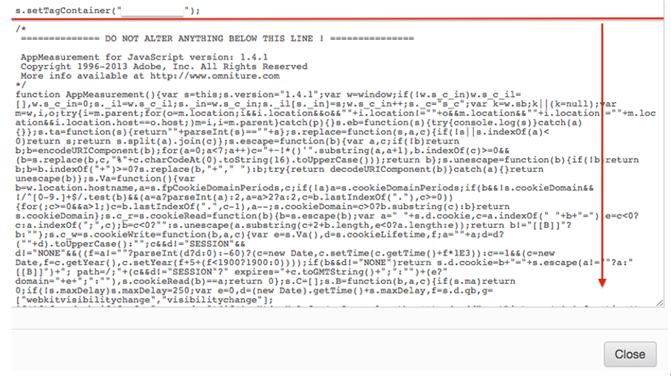 s.setTagContainer("____________");
/*
============== DO NOT ALTER ANYTHING BELOW THIS LINE ! ===============
AppMeasurement for JavaScript version: 1.4.1
Copyright 1996-2013 Adobe, Inc. All Rights Reserved
More info available at http://www.omniture.com
*/
function AppMeasurement(){var s=this;s.version="1.4.1";var w=window;if(!w.s_c_in)w.s_c_il=
[],w.s_c_in=0;s._il=w.s_c_il;s._in=w.s_c_in;s._il[s._in]=s;w.s_c_in++;s._c="s_c";var k=w.sb;k||(k=null);var
m=w,i,o;try{i=m.parent;for(o=m.location;i&&i.location&&o&&""+i.location!=""+o&&m.location&&""+i.location!=""+m.loc
ation&&i.location.host==o.host;)m=i,i=m.parent}catch(p){}s.eb=function(s){try{console.log(s)}catch(a)
{}};s.ta=function(s){return""+parseInt(s)==""+s};s.replace=function(s,a,c){if(!s||s.indexOf(a)<
0)return s;return s.split(a).join(c)};s.escape=function(b){var a,c;if(!b)return
b;b=encodeURIComponent(b);for(a=0;a<7;a++)c="+~!*()'".substring(a,a+1),b.indexOf(c)>=0&&
(b=s.replace(b,c,"%"+c.charCodeAt(0).toString(16).toUpperCase()));return b};s.unescape=function(b){if(!b)return
b;b=b.indexOf("+")>=0?s.replace(b,"+"," "):b;try{return decodeURIComponent(b)}catch(a){}return
unescape(b)};s.Va=function(){var
b=w.location.hostname,a=s.fpCookieDomainPeriods,c;if(!a)a=s.cookieDomainPeriods;if(b&&!s.cookieDomain&&
!/^[0-9.]+$/.test(b)&&(a=a?parseInt(a):2,a=a>2?a:2,c=b.lastIndexOf("."),c>=0))
{for(;c>=0&&a>1;)c=b.lastIndexOf(".",c-1),a--;s.cookieDomain=c>0?b.substring(c):b}return
s.cookieDomain};s.c_r=s.cookieRead=function(b){b=s.escape(b);var a=" "+s.d.cookie,c=a.indexOf(" "+b+"=") e=c<0?
c:a.indexOf(";",c);b=c<0?"":s.unescape(a.substring(c+2+b.length,e<0?a.length:e));return b!="[[B]]"?
b:""};s.c_w=s.cookieWrite=function(b,a,c){var e=s.Va(),d=s.cookieLifetime,f;a=""+a;d=d?
(""+d).toUpperCase():"";c&&d!="SESSION"&&
d!="NONE"&&((f=a!=""?parseInt(d?d:0):-60)?(c=new Date,c.setTime(c.getTime()+f*1E3)):c==1&&(c=new
Date,f=c.getYear(),c.setYear(f+5+(f<1900?1900:0))));if(b&&d!="NONE")return s.d.cookie=b+"="+s.escape(a!=""?a:"
[[B]]")+"; path=/;"+(c&&d!="SESSION"?" expires="+c.toGMTString()+";":"")+(e?"
domain="+e+";":""),s.cookieRead(b)==a;return 0};s.C=[];s.B=function(b,a,c){if(s.ma)return
0;if(!s.maxDelay)s.maxDelay=250;var e=0,d=(new Date).getTime()+s.maxDelay,f=s.d.qb,g=
["webkitvisibilitychange","visibilitychange"];
Close